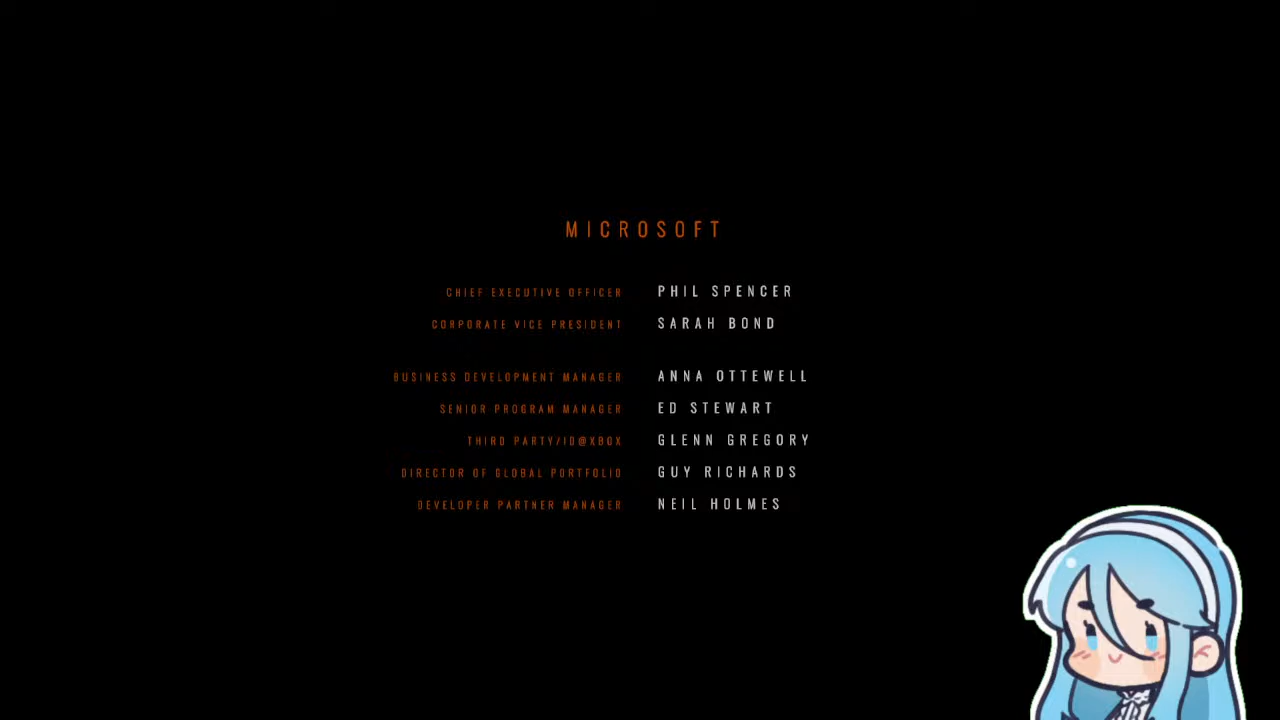 MICROSOFT
CHIEF EXECUTIVE OFFICER PHIL SPENCER
CORPORATE VICE PRESIDENT SARAH BOND
BUSINESS DEVELOPMENT MANAGER ANNA OTTEWELL
SENIOR PROGRAM MANAGER ED STEWART
THIRD PARTY/ID@XBOX GLENN GREGORY
DIRECTOR OF GLOBAL PORTFOLIO GUY RICHARDS
DEVELOPER PARTNER MANAGER NEIL HOLMES